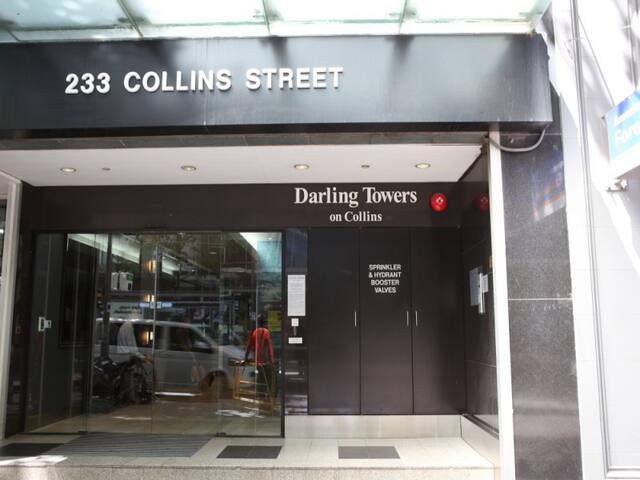 233 COLLINS STREET
Darling Towers
on Collins
SPRINKLER
& HYDRANT
BOOSTER
VALVES